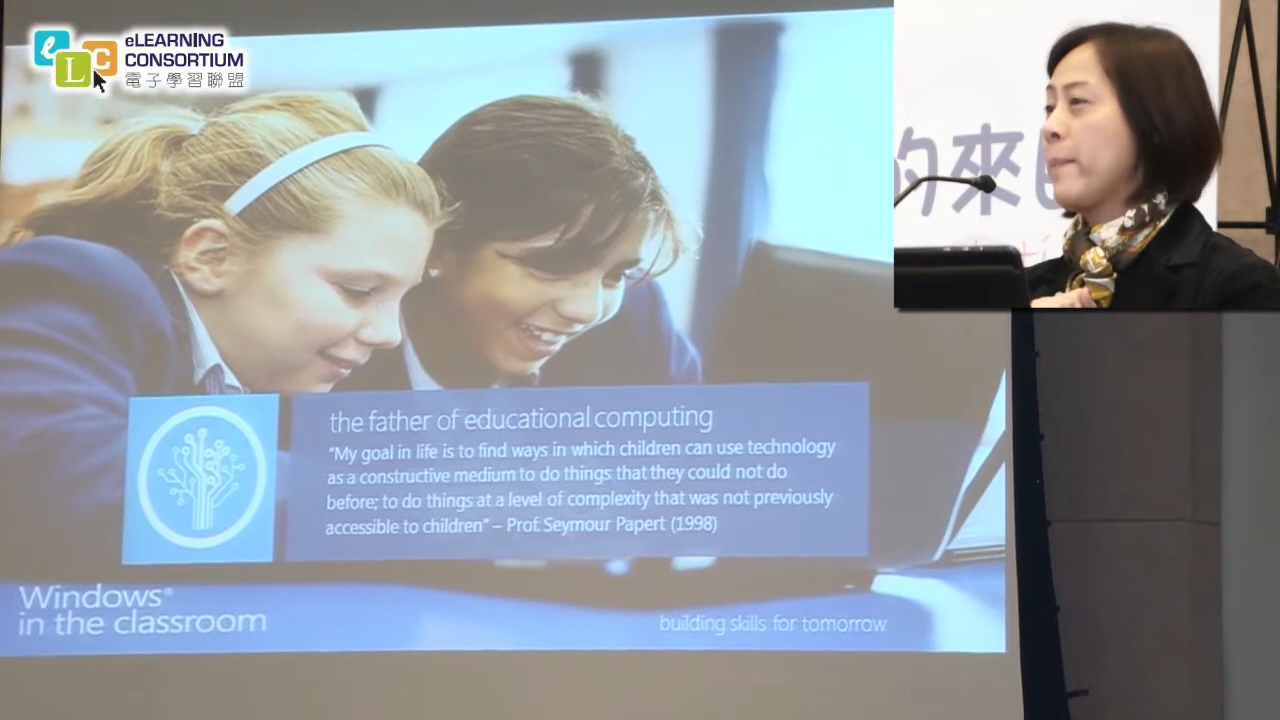 eLEARNING
CONSORTIUM
電子學習聯盟
eLC
的來
the father of educational computing
"My goal in life is to find ways in which children can use technology
as a constructive medium to do things that they could not do
before; to do things at a level of complexity that was not previously
accessible to children" – Prof. Seymour Papert (1998)
Windows®
in the classroom
building skills for tomorrow